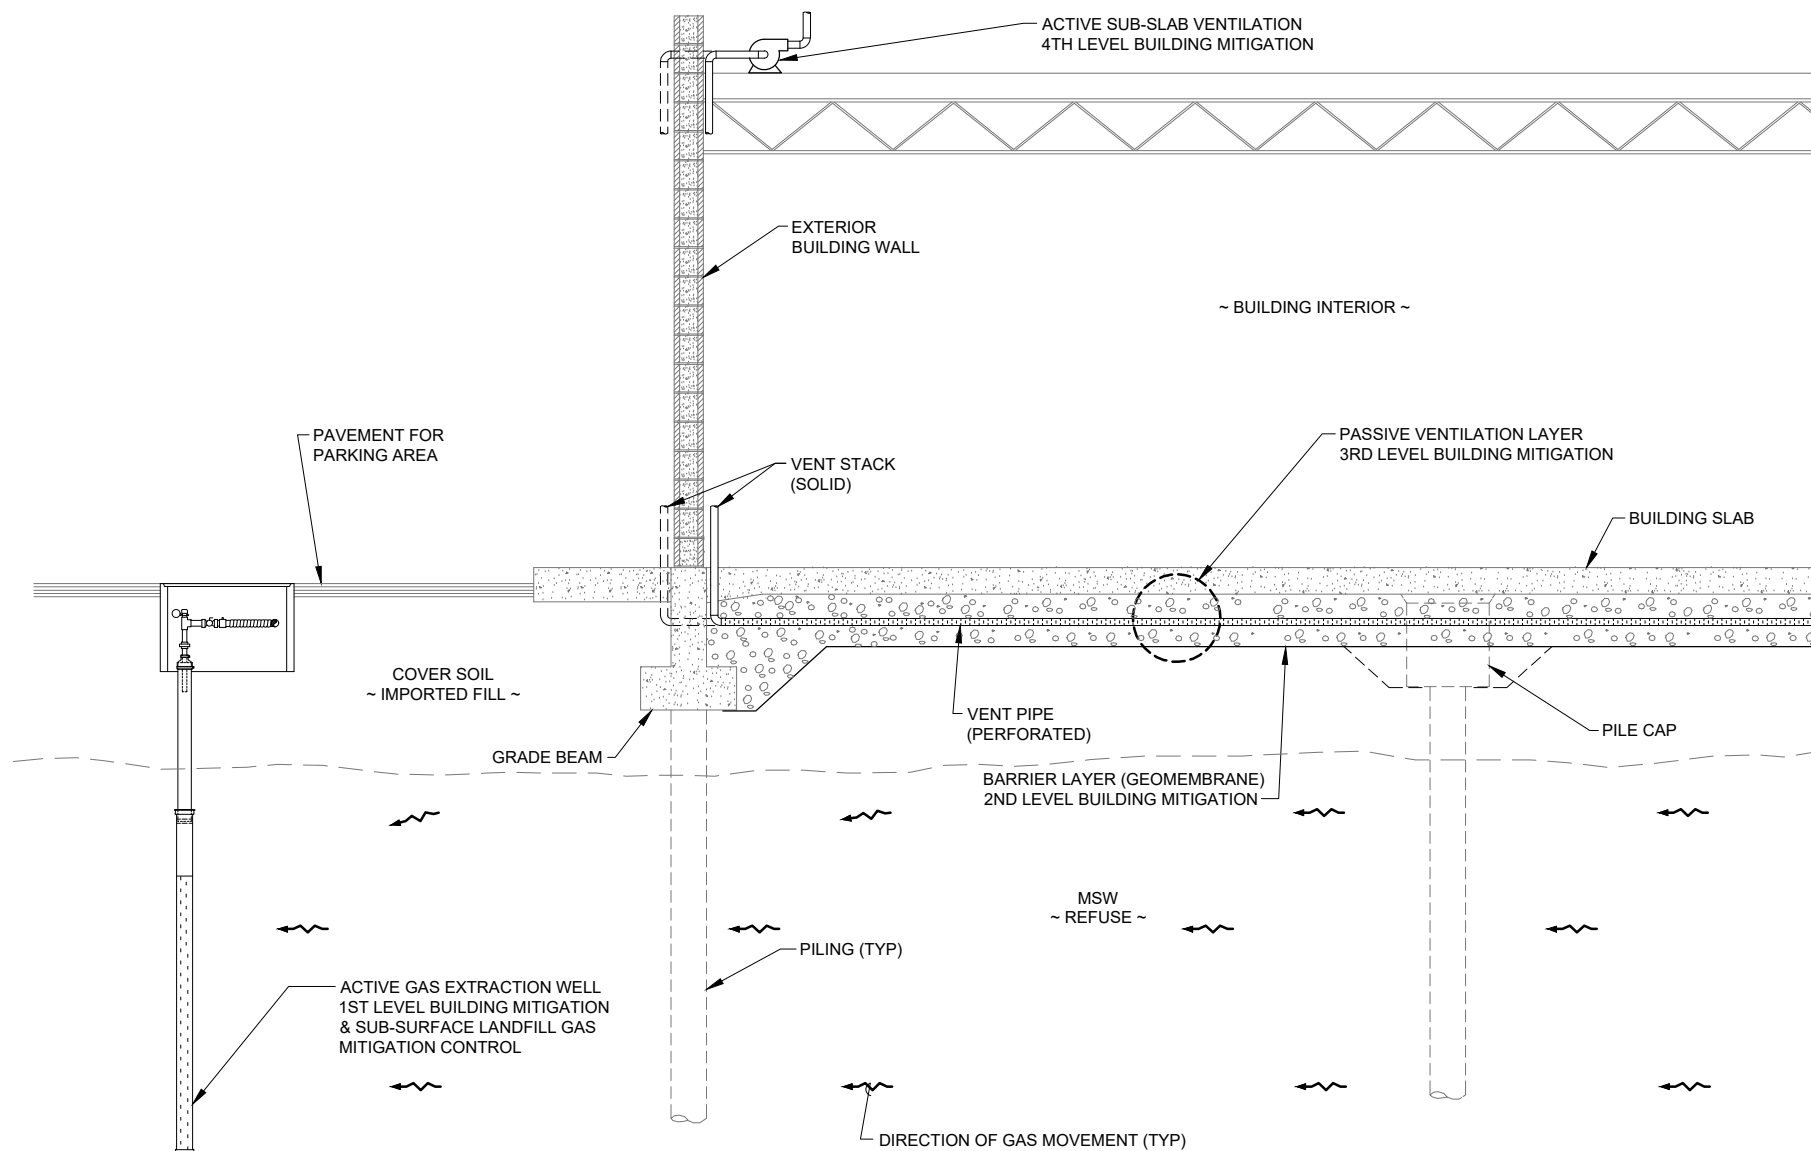 ACTIVE SUB-SLAB VENTILATION
4TH LEVEL BUILDING MITIGATION
EXTERIOR
BUILDING WALL
~ BUILDING INTERIOR ~
PAVEMENT FOR
PARKING AREA
VENT STACK
(SOLID)
PASSIVE VENTILATION LAYER
3RD LEVEL BUILDING MITIGATION
BUILDING SLAB
COVER SOIL
~ IMPORTED FILL ~
GRADE BEAM
VENT PIPE
(PERFORATED)
PILE CAP
BARRIER LAYER (GEOMEMBRANE)
2ND LEVEL BUILDING MITIGATION
MSW
~ REFUSE ~
PILING (TYP)
ACTIVE GAS EXTRACTION WELL
1ST LEVEL BUILDING MITIGATION
& SUB-SURFACE LANDFILL GAS
MITIGATION CONTROL
DIRECTION OF GAS MOVEMENT (TYP)